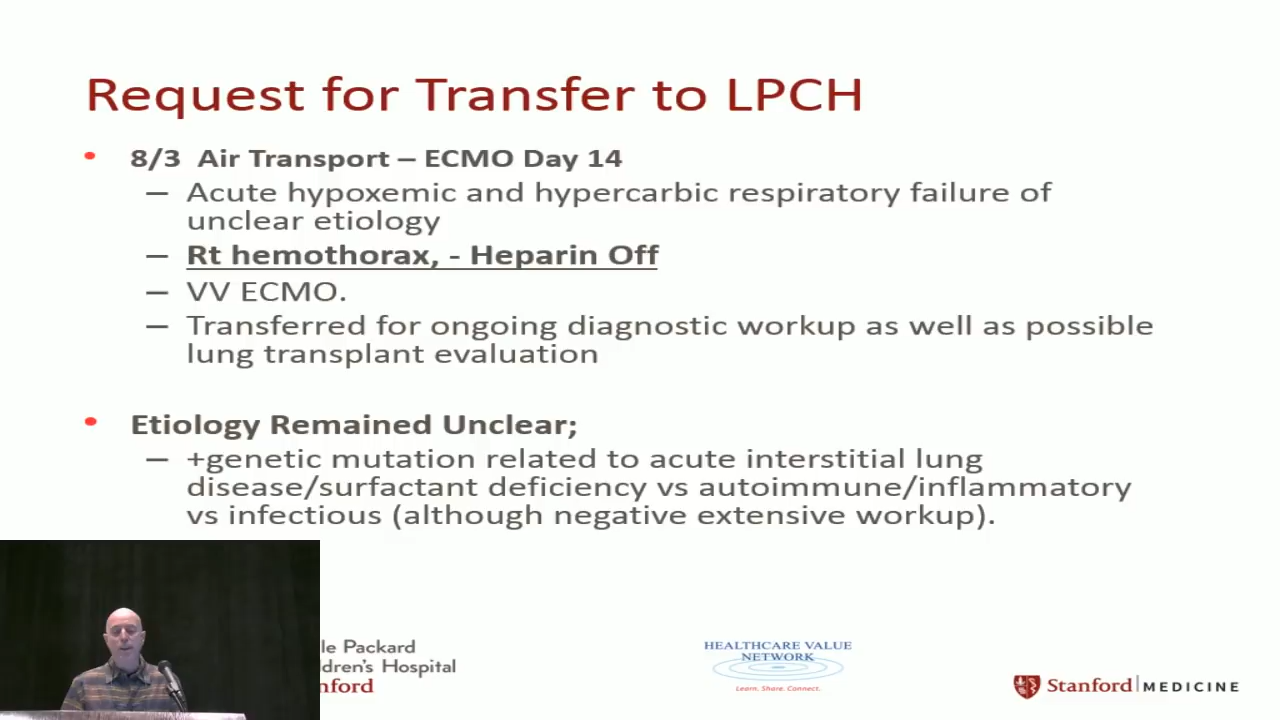 Request for Transfer to LPCH
• 8/3 Air Transport – ECMO Day 14
– Acute hypoxemic and hypercarbic respiratory failure of
unclear etiology
– Rt hemothorax, - Heparin Off
– VV ECMO.
– Transferred for ongoing diagnostic workup as well as possible
lung transplant evaluation
• Etiology Remained Unclear;
– +genetic mutation related to acute interstitial lung
disease/surfactant deficiency vs autoimmune/inflammatory
vs infectious (although negative extensive workup).
le Packard
ldren's Hospital
nford
HEALTHCARE VALUE
NETWORK
Learn. Share. Connect.
Stanford MEDICINE